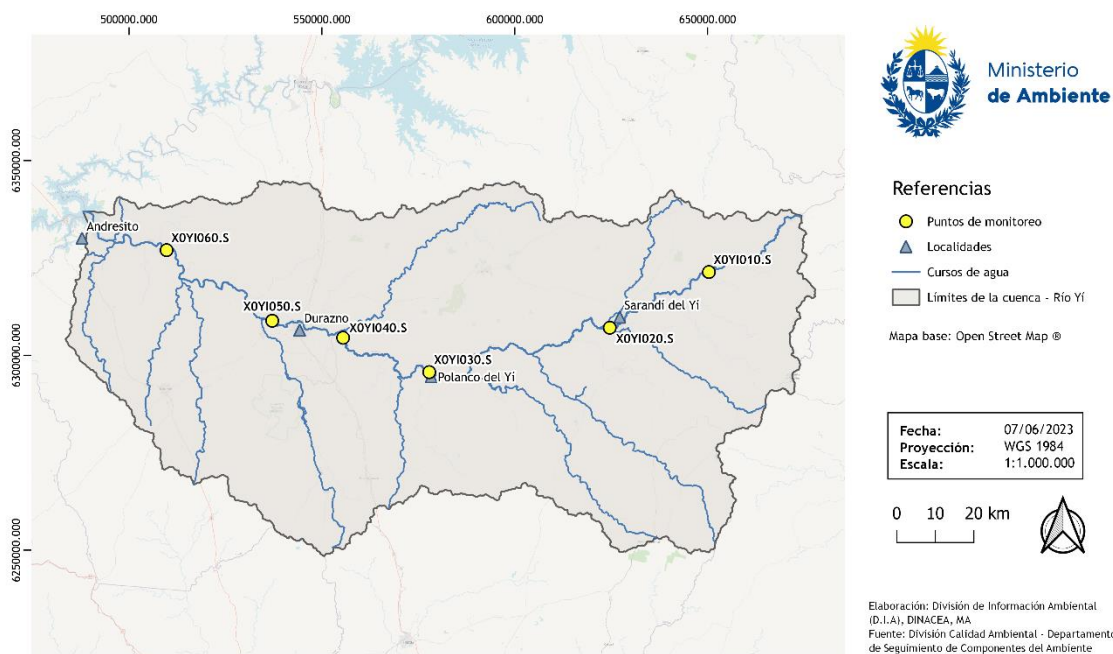 500000.000
550000.000
600000.000
650000.000
6350000.000
6300000.000
6250000.000
Andresito
X0YI060.S
X0YI010.S
X0YI050.S
Durazno
X0YI040.S
Sarandí del Yí
X0YI020.S
X0YI030.S
Polanco del Yí
Ministerio
de Ambiente
Referencias
Puntos de monitoreo
Localidades
Cursos de agua
Límites de la cuenca - Río Yí
Mapa base: Open Street Map ®
Fecha: 07/06/2023
Proyección: WGS 1984
Escala: 1:1.000.000
0 10 20 km
Elaboración: División de Información Ambiental
(D.I.A), DINACEA, MA
Fuente: División Calidad Ambiental - Departamento
de Seguimiento de Componentes del Ambiente